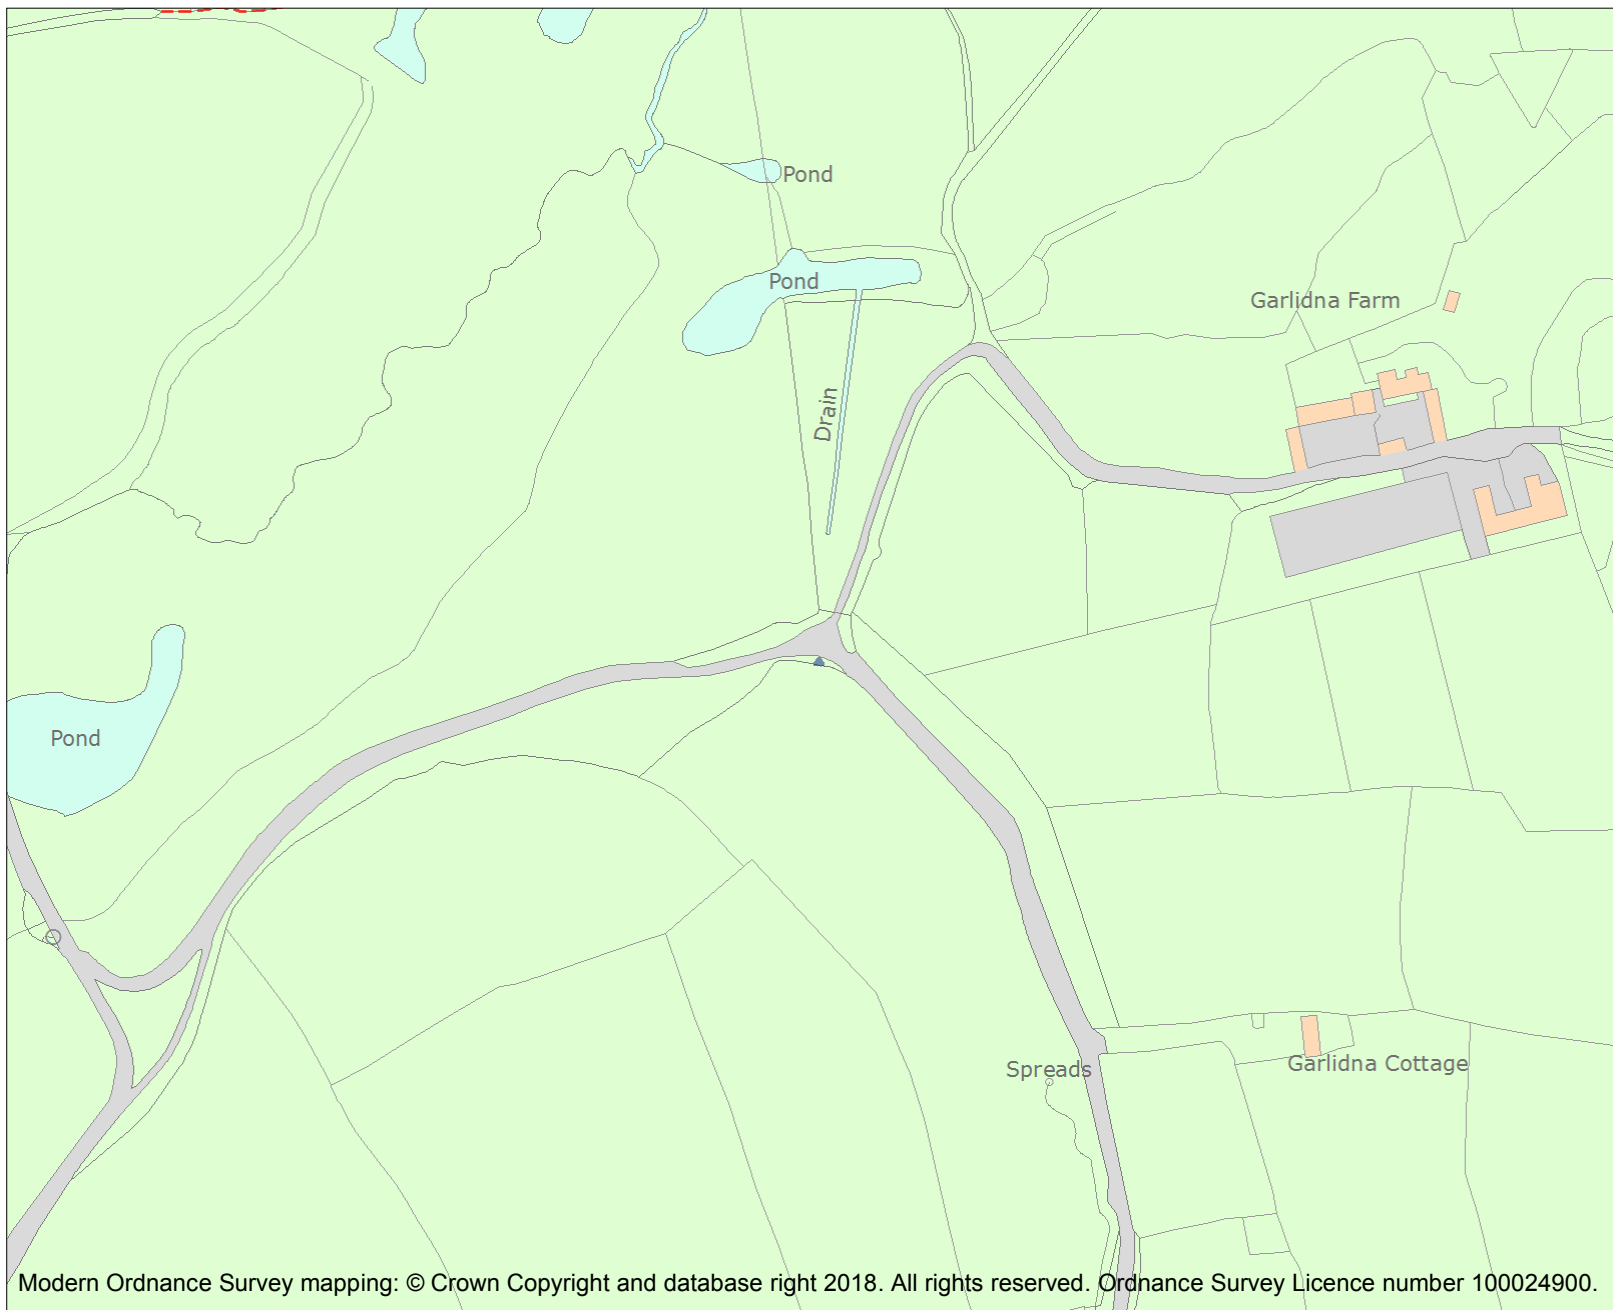 Pond
Pond
Garlidna Farm
Drain
Pond
Spreads
Garlidna Cottage
Modern Ordnance Survey mapping: © Crown Copyright and database right 2018. All rights reserved. Ordnance Survey Licence number 100024900.